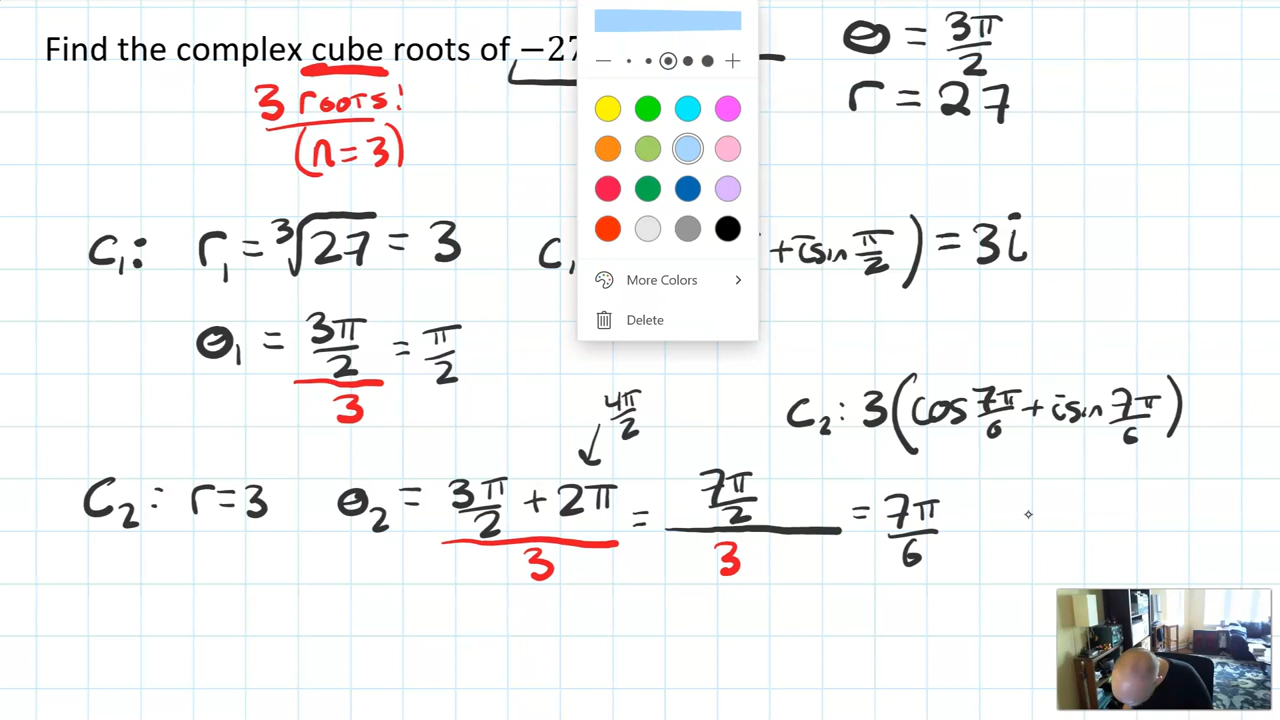 Find the complex cube roots of −27
θ = 3π/2
r = 27
3 roots!
(n=3)
C₁: r₁ = ³√27 = 3
C₁
+ i sin π/2) = 3i
θ₁ = 3π/2 / 3 = π/2
More Colors
Delete
4π/2
C₂: 3(cos 7π/6 + i sin 7π/6)
C₂: r = 3 θ₂ = 3π/2 + 2π / 3 = 7π/2 / 3 = 7π/6